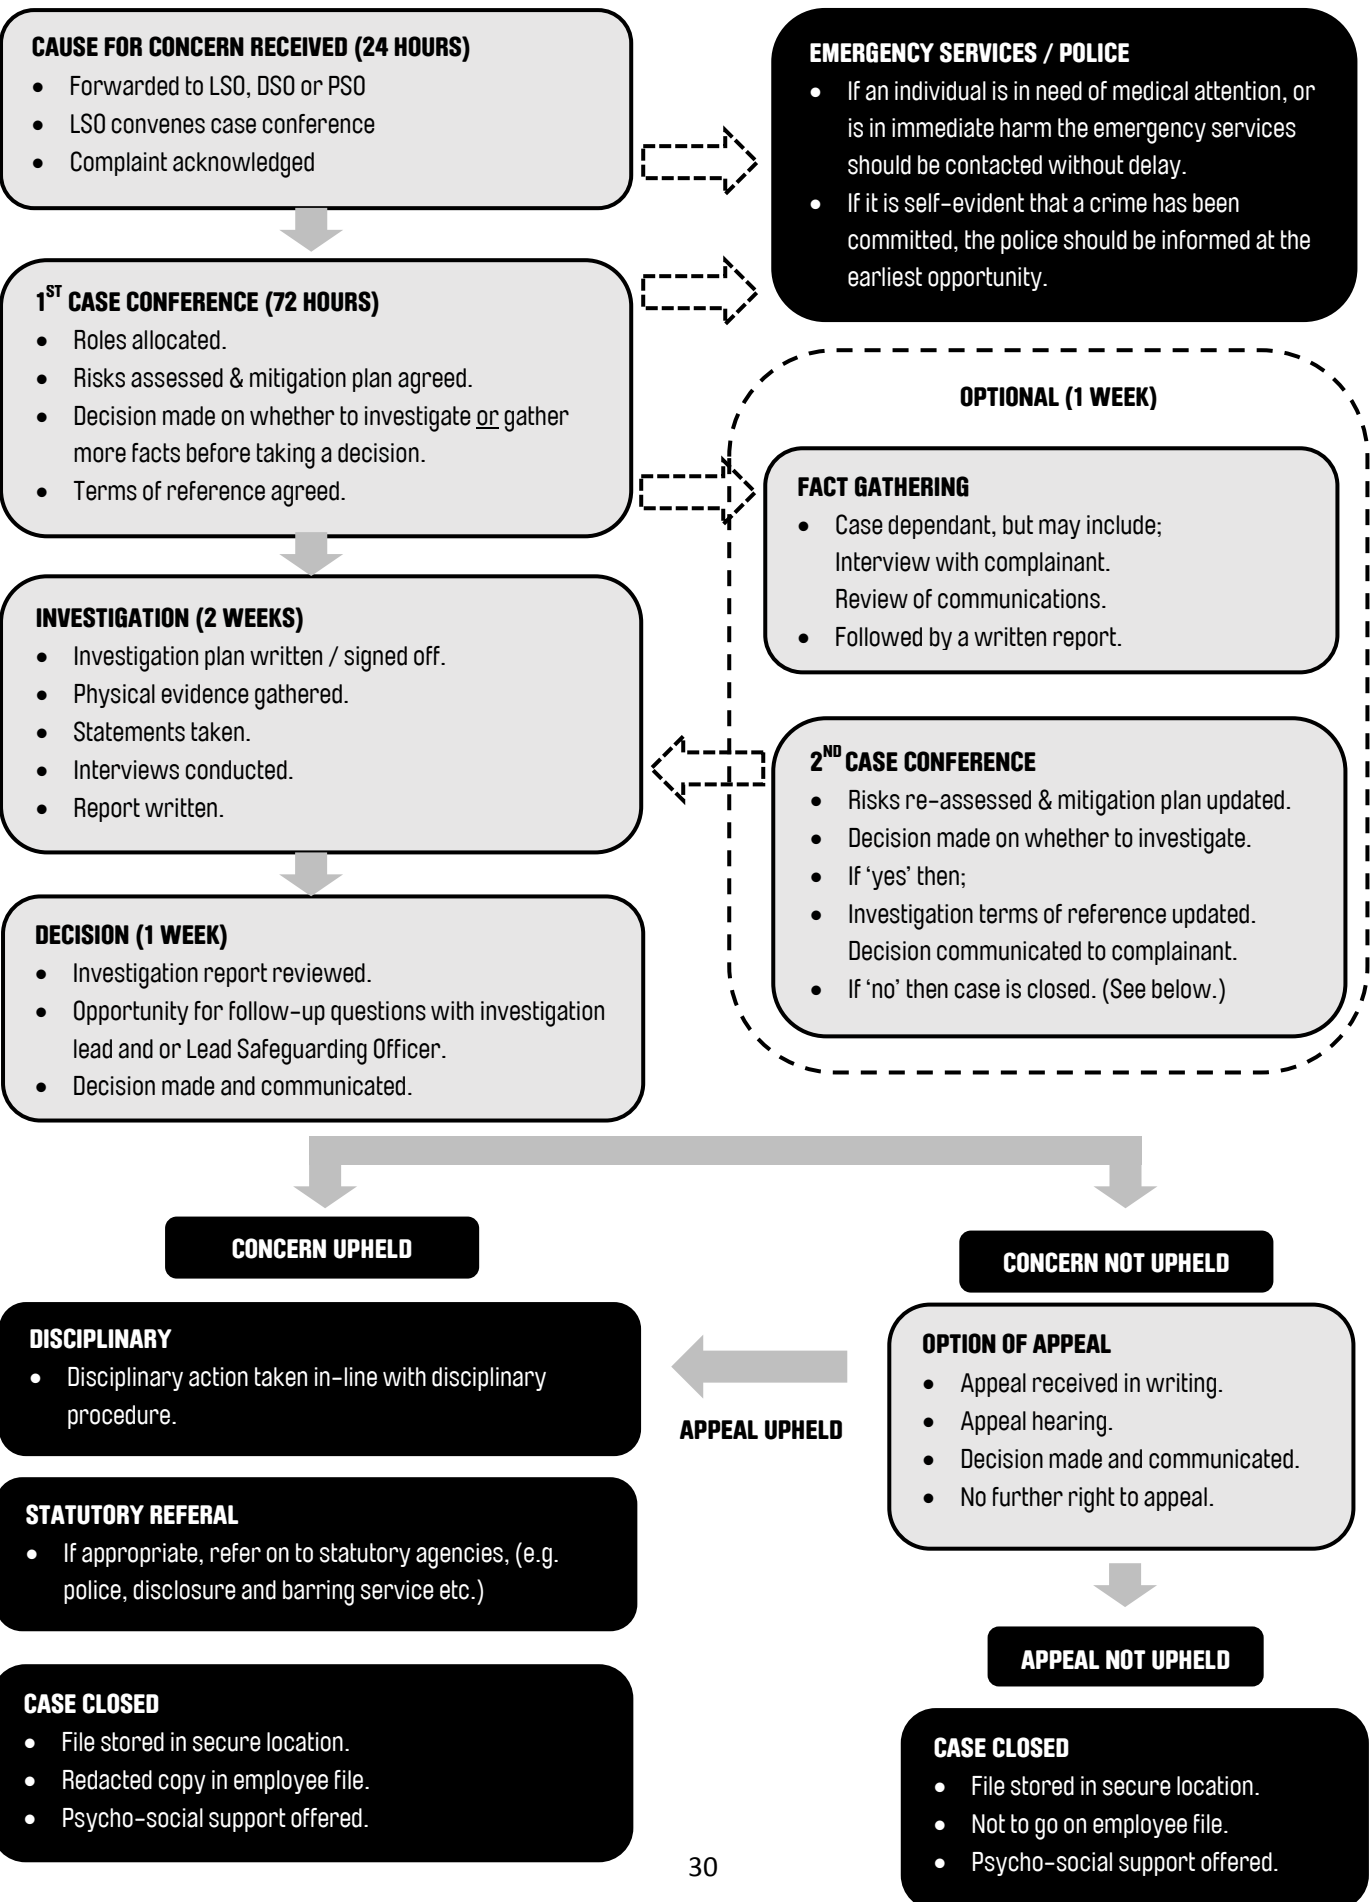 CAUSE FOR CONCERN RECEIVED (24 HOURS)
• Forwarded to LSO, DSO or PSO
• LSO convenes case conference
• Complaint acknowledged
EMERGENCY SERVICES / POLICE
• If an individual is in need of medical attention, or
is in immediate harm the emergency services
should be contacted without delay.
• If it is self-evident that a crime has been
committed, the police should be informed at the
earliest opportunity.
1ST CASE CONFERENCE (72 HOURS)
• Roles allocated.
• Risks assessed & mitigation plan agreed.
• Decision made on whether to investigate or gather
more facts before taking a decision.
• Terms of reference agreed.
OPTIONAL (1 WEEK)
FACT GATHERING
• Case dependant, but may include;
Interview with complainant.
Review of communications.
• Followed by a written report.
INVESTIGATION (2 WEEKS)
• Investigation plan written / signed off.
• Physical evidence gathered.
• Statements taken.
• Interviews conducted.
• Report written.
2ND CASE CONFERENCE
• Risks re-assessed & mitigation plan updated.
• Decision made on whether to investigate.
• If ‘yes’ then;
• Investigation terms of reference updated.
Decision communicated to complainant.
• If ‘no’ then case is closed. (See below.)
DECISION (1 WEEK)
• Investigation report reviewed.
• Opportunity for follow-up questions with investigation
lead and or Lead Safeguarding Officer.
• Decision made and communicated.
CONCERN UPHELD
CONCERN NOT UPHELD
DISCIPLINARY
• Disciplinary action taken in-line with disciplinary
procedure.
APPEAL UPHELD
OPTION OF APPEAL
• Appeal received in writing.
• Appeal hearing.
• Decision made and communicated.
• No further right to appeal.
STATUTORY REFERAL
• If appropriate, refer on to statutory agencies, (e.g.
police, disclosure and barring service etc.)
APPEAL NOT UPHELD
CASE CLOSED
• File stored in secure location.
• Redacted copy in employee file.
• Psycho-social support offered.
CASE CLOSED
• File stored in secure location.
• Not to go on employee file.
• Psycho-social support offered.
30